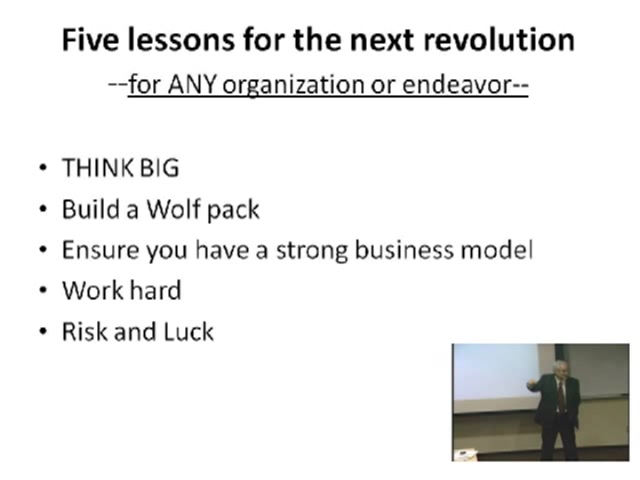 Five lessons for the next revolution
--for ANY organization or endeavor--
• THINK BIG
• Build a Wolf pack
• Ensure you have a strong business model
• Work hard
• Risk and Luck